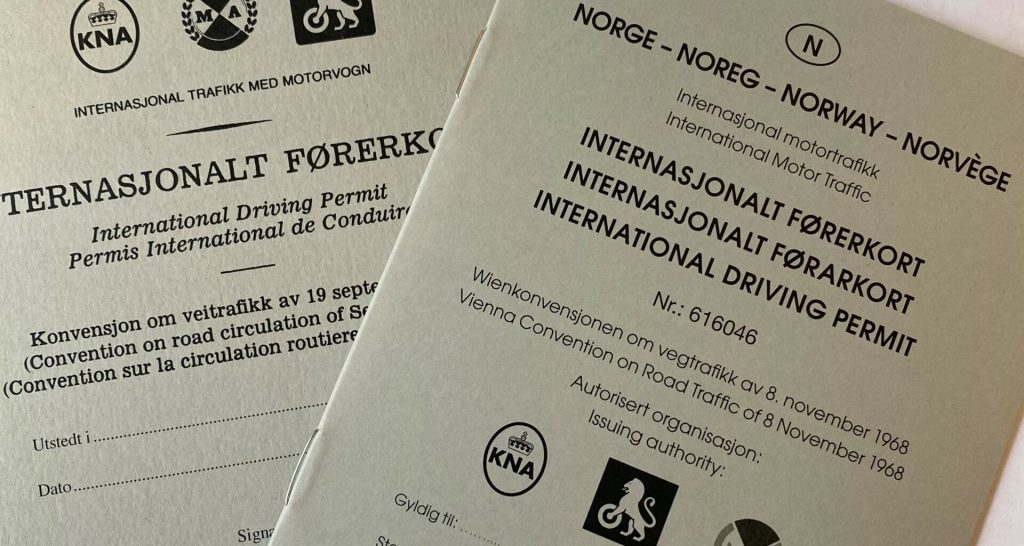 KNA
M A
INTERNASJONAL TRAFIKK MED MOTORVOGN
TERNASJONALT FØRERKO
International Driving Permit
Permis International de Conduire
Konvensjon om veitrafikk av 19 septe
(Convention on road circulation of Se
(Convention sur la circulation routière
Utstedt i
Dato
Signa
N
NORGE – NOREG – NORWAY – NORVÈGE
Internasjonal motortrafikk
International Motor Traffic
INTERNASJONALT FØRERKORT
INTERNASJONALT FØRARKORT
INTERNATIONAL DRIVING PERMIT
Nr.: 616046
Wienkonvensjonen om vegtrafikk av 8. november 1968
Vienna Convention on Road Traffic of 8 November 1968
Autorisert organisasjon:
Issuing authority:
KNA
Gyldig til: